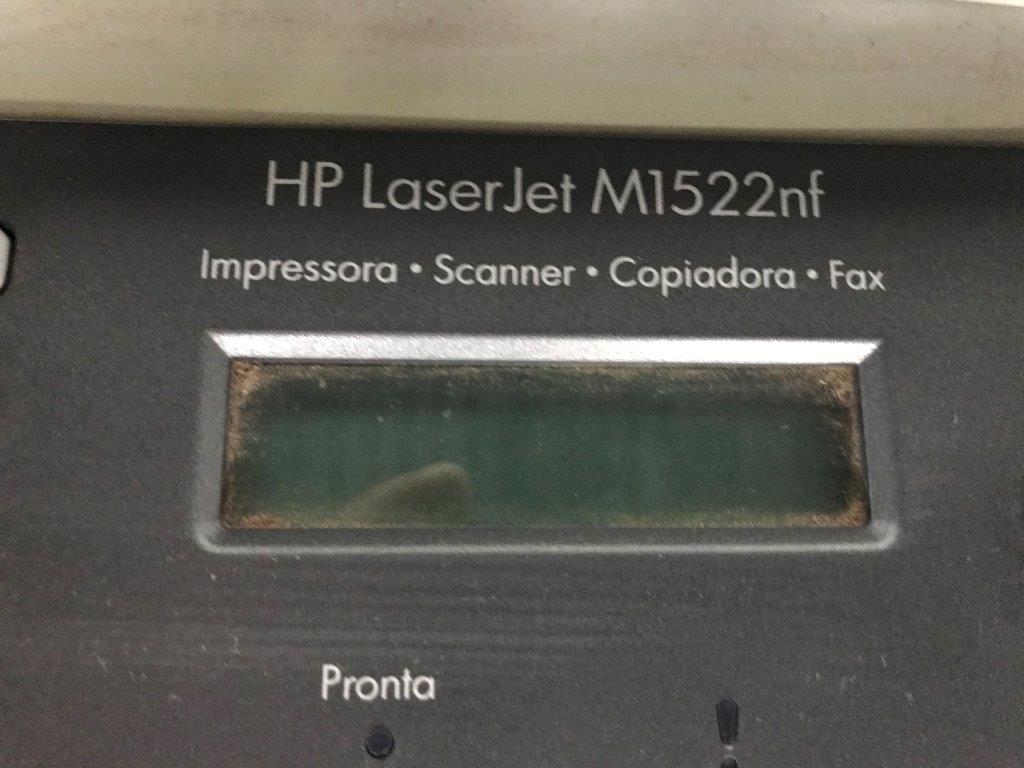 HP LaserJet M1522nf
Impressora • Scanner • Copiadora • Fax
Pronta